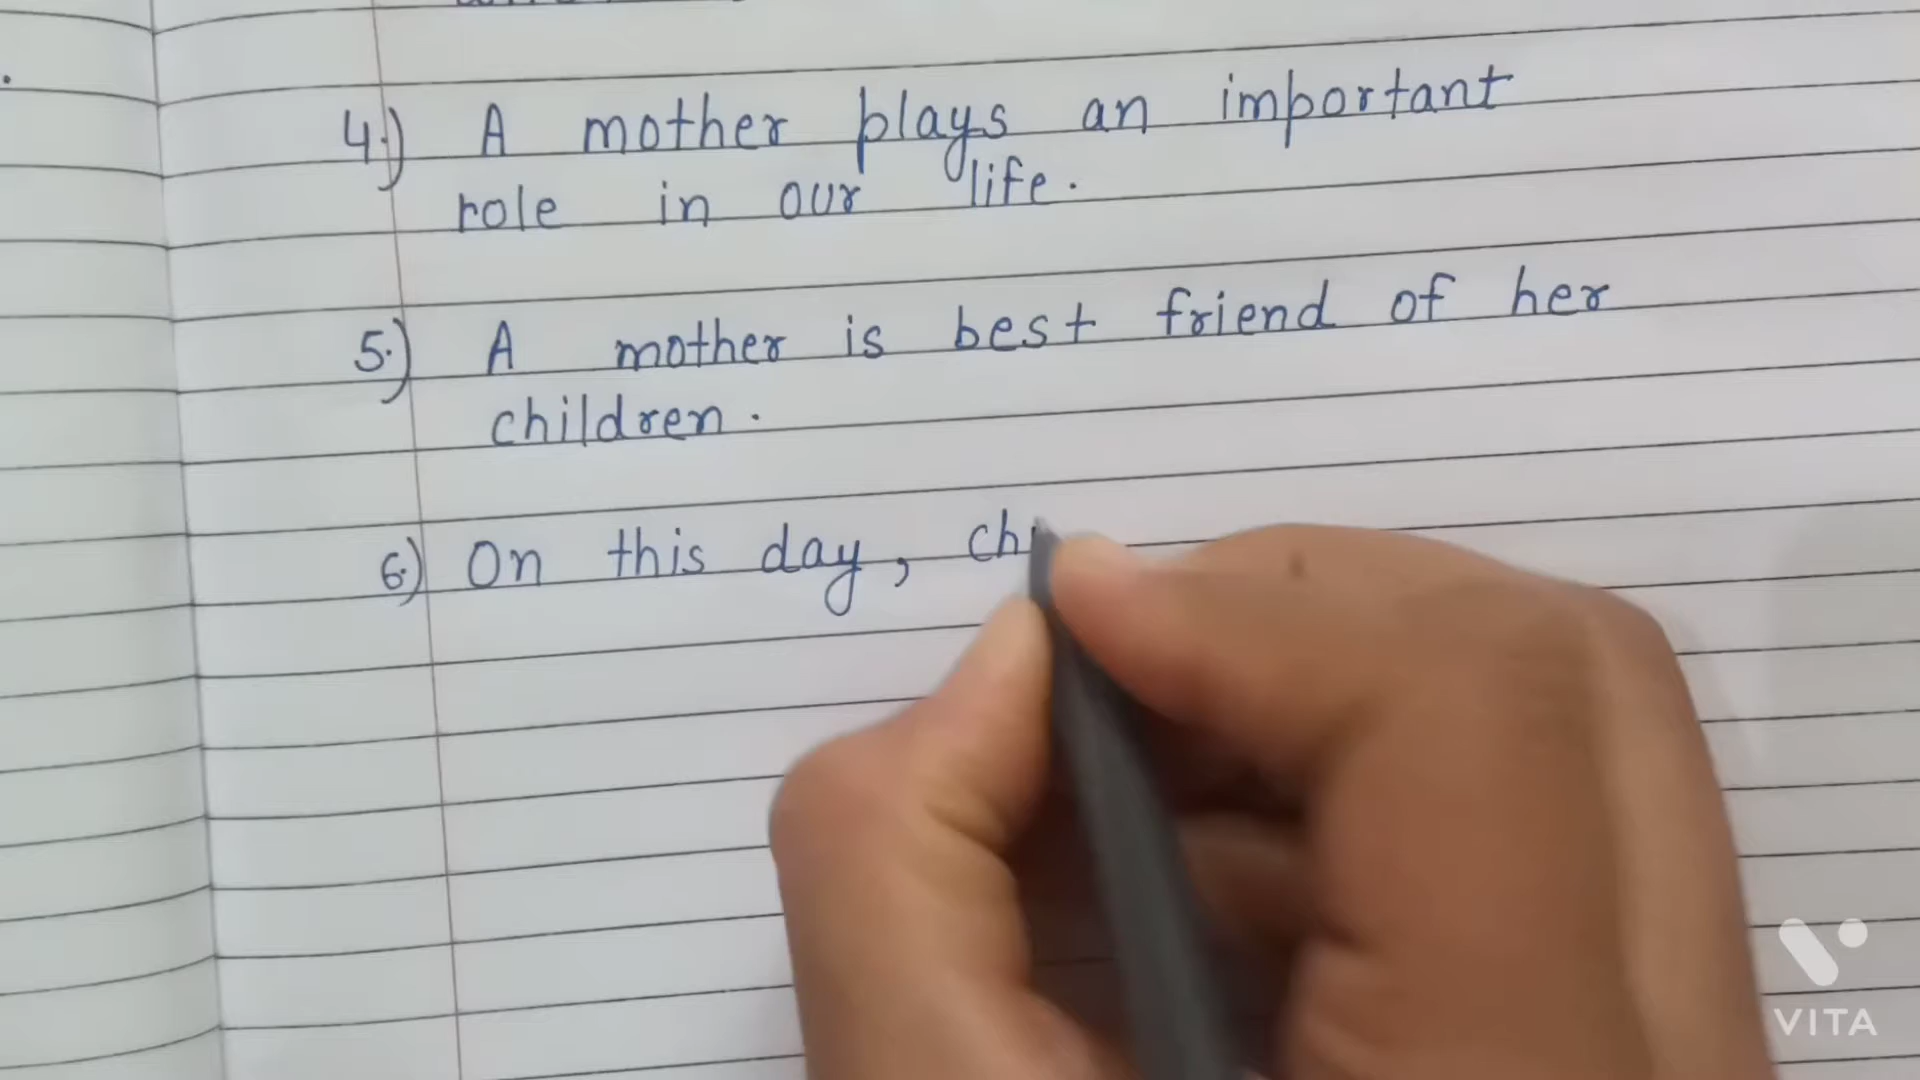 4.) A mother plays an important
role in our life.
5.) A mother is best friend of her
children.
6.) On this day,
VITA